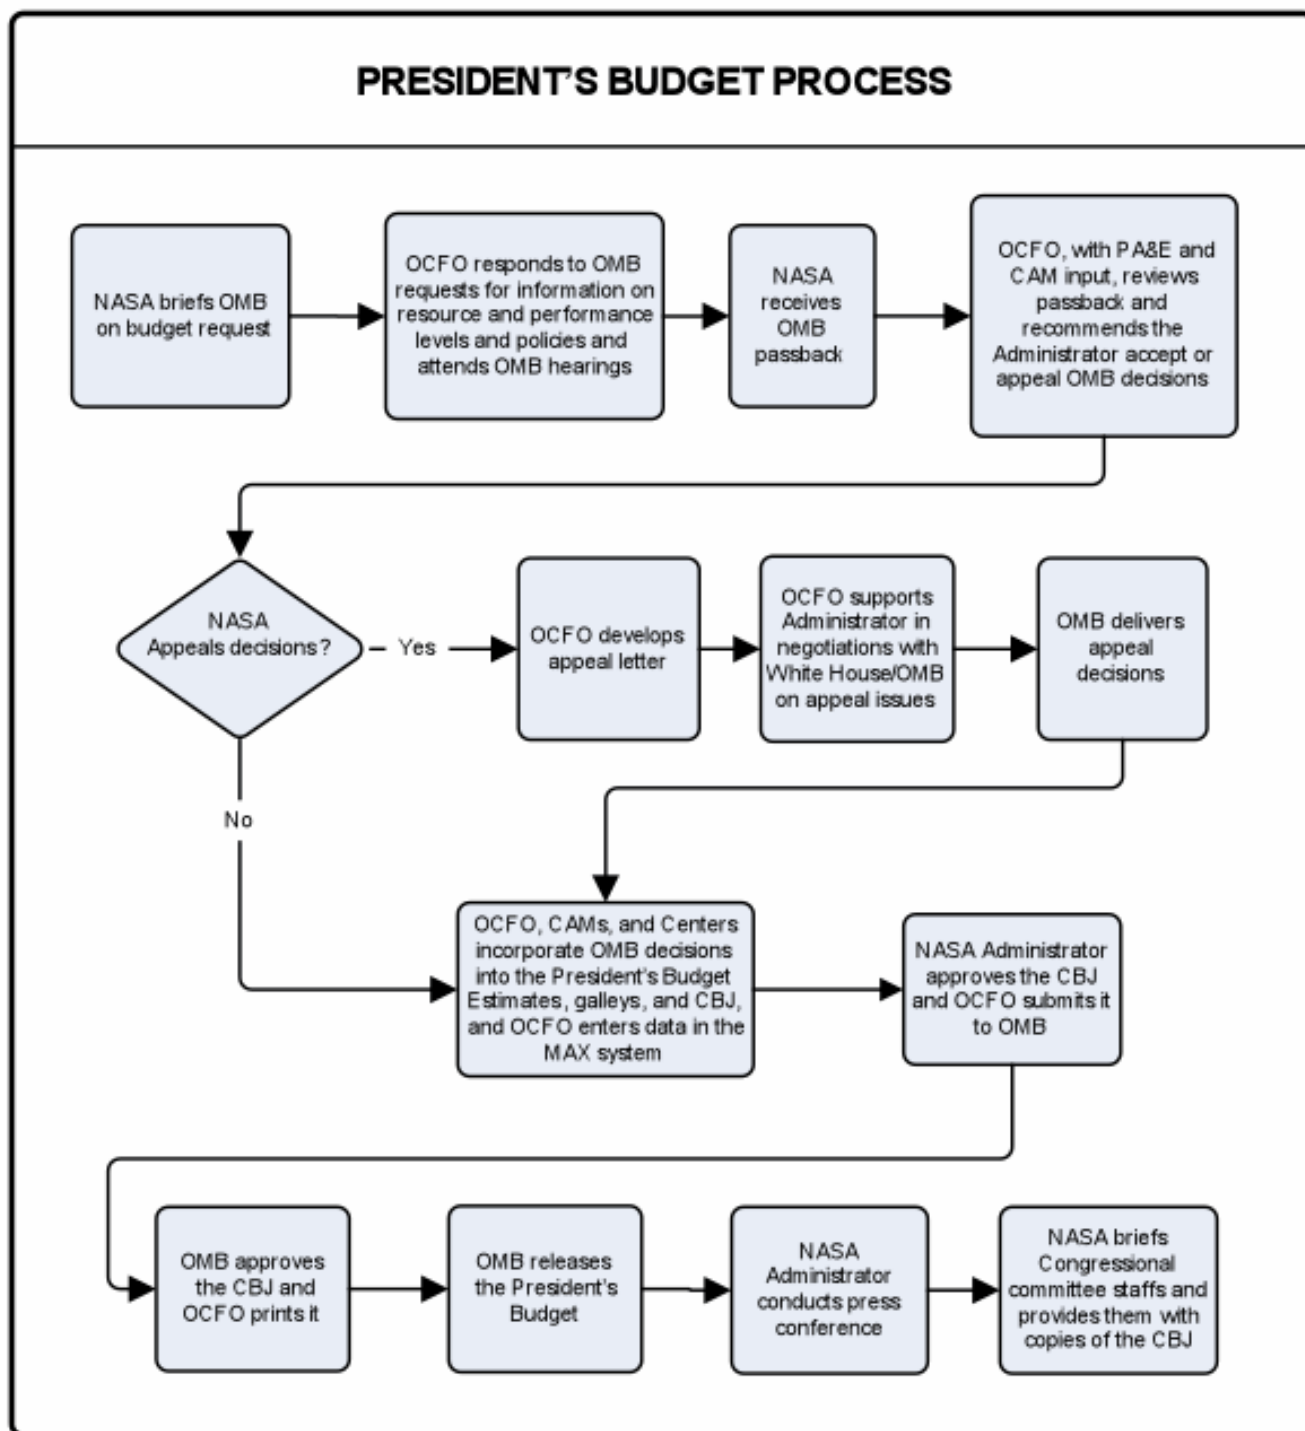 PRESIDENT'S BUDGET PROCESS
NASA briefs OMB
on budget request
OCFO responds to OMB
requests for information on
resource and performance
levels and policies and
attends OMB hearings
NASA
receives
OMB
passback
OCFO, with PA&E and
CAM input, reviews
passback and
recommends the
Administrator accept or
appeal OMB decisions
NASA
Appeals decisions?
Yes
OCFO develops
appeal letter
OCFO supports
Administrator in
negotiations with
White House/OMB
on appeal issues
OMB delivers
appeal
decisions
No
OCFO, CAMs, and Centers
incorporate OMB decisions
into the President's Budget
Estimates, galleys, and CBJ,
and OCFO enters data in the
MAX system
NASA Administrator
approves the CBJ
and OCFO submits it
to OMB
OMB approves
the CBJ and
OCFO prints it
OMB releases
the President's
Budget
NASA
Administrator
conducts press
conference
NASA briefs
Congressional
committee staffs and
provides them with
copies of the CBJ